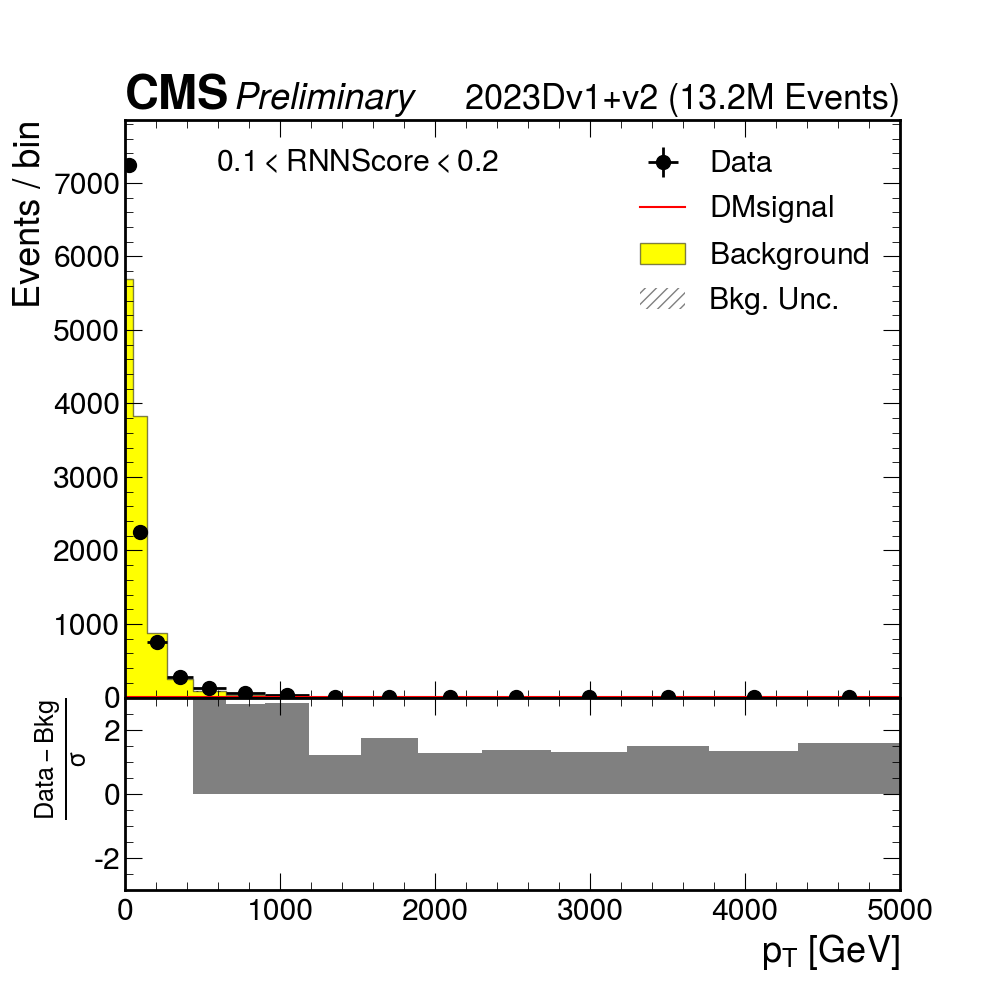 CMS Preliminary 2023Dv1+v2 (13.2M Events)
Events / bin
0.1 < RNNScore < 0.2
Data
DMsignal
Background
Bkg. Unc.
7000
6000
5000
4000
3000
2000
1000
0
Data − Bkg
σ
2
0
-2
0 1000 2000 3000 4000 5000
pT [GeV]